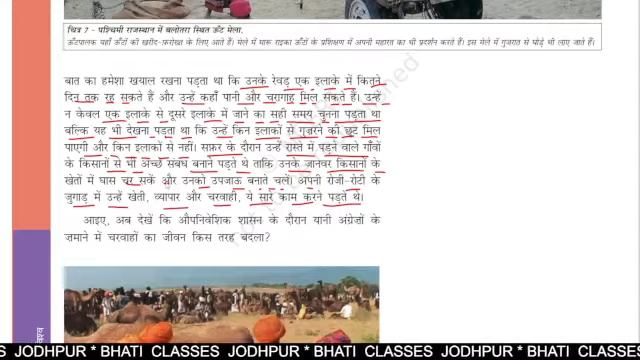 चित्र 7 - पश्चिमी राजस्थान में बलोतरा स्थित ऊँट मेला.
ऊँटपालक यहाँ ऊँटों की खरीद-फ़रोख़्त के लिए आते हैं। मेले में मारू राइका ऊँटों के प्रशिक्षण में अपनी महारत का भी प्रदर्शन करते हैं। इस मेले में गुजरात से घोड़े भी लाए जाते हैं।
बात का हमेशा खयाल रखना पड़ता था कि उनके रेवड़ एक इलाके में कितने
दिन तक रह सकते हैं और उन्हें कहाँ पानी और चरागाह मिल सकते हैं। उन्हें
न केवल एक इलाके से दूसरे इलाके में जाने का सही समय चुनना पड़ता था
बल्कि यह भी देखना पड़ता था कि उन्हें किन इलाकों से गुज़रने की छूट मिल
पाएगी और किन इलाकों से नहीं। सफ़र के दौरान उन्हें रास्ते में पड़ने वाले गाँवों
के किसानों से भी अच्छे संबंध बनाने पड़ते थे ताकि उनके जानवर किसानों के
खेतों में घास चर सकें और उनको उपजाऊ बनाते चलें। अपनी रोज़ी-रोटी के
जुगाड़ में उन्हें खेती, व्यापार और चरवाही, ये सारे काम करने पड़ते थे।
आइए, अब देखें कि औपनिवेशिक शासन के दौरान यानी अंग्रेज़ों के
ज़माने में चरवाहों का जीवन किस तरह बदला?
S JODHPUR * BHATI CLASSES JODHPUR * BHATI CLASSES JODHPUR * BHATI CLASSES